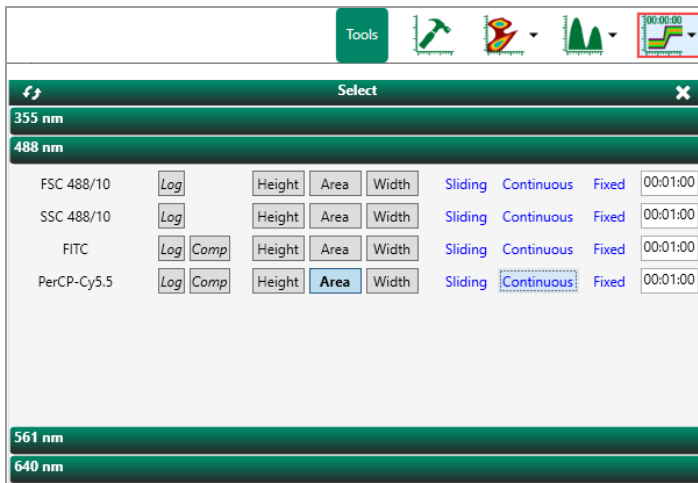 Tools
00:00:00
Select
355 nm
488 nm
FSC 488/10 Log Height Area Width Sliding Continuous Fixed 00:01:00
SSC 488/10 Log Height Area Width Sliding Continuous Fixed 00:01:00
FITC Log Comp Height Area Width Sliding Continuous Fixed 00:01:00
PerCP-Cy5.5 Log Comp Height Area Width Sliding Continuous Fixed 00:01:00
561 nm
640 nm